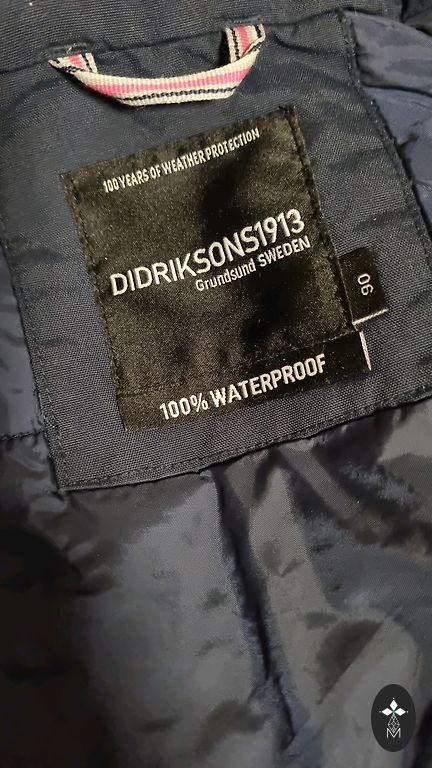 100 YEARS OF WEATHER PROTECTION
DIDRIKSONS1913
Grundsund SWEDEN
90
100% WATERPROOF
M